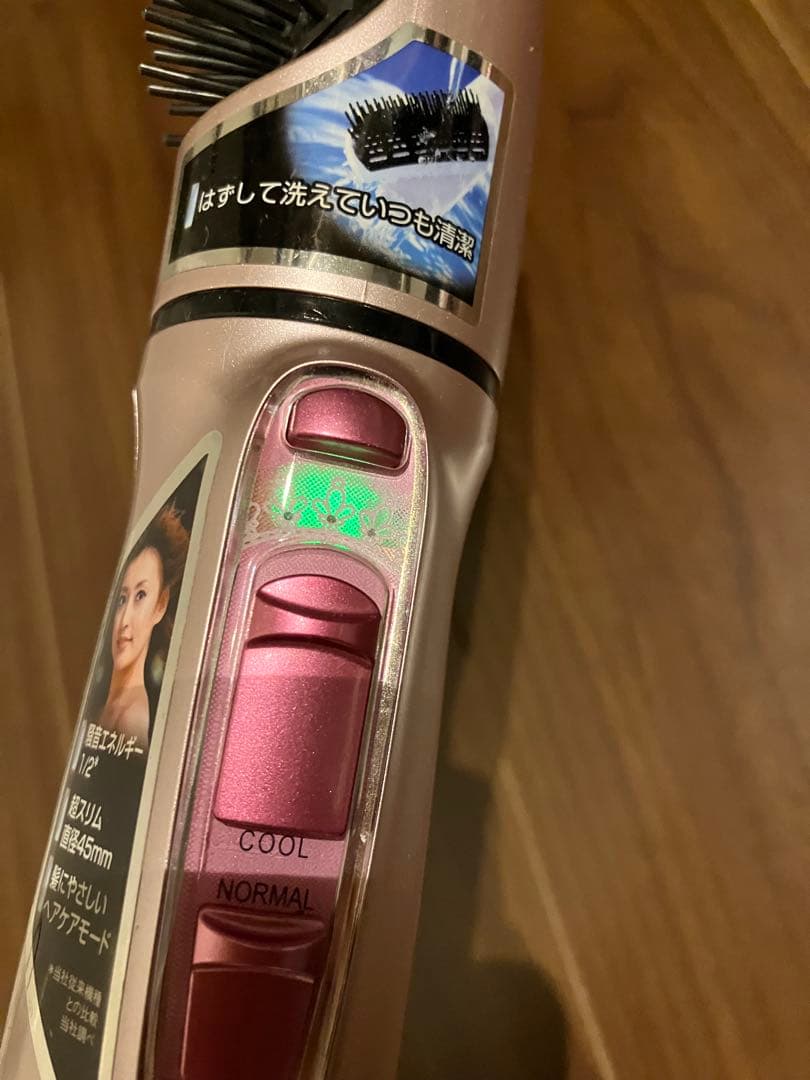 はずして洗えていつも清潔
騒音エネルギー
1/2*
超スリム
直径45mm
髪にやさしい
ヘアケアモード
*当社従来機種
との比較
当社調べ
COOL
NORMAL